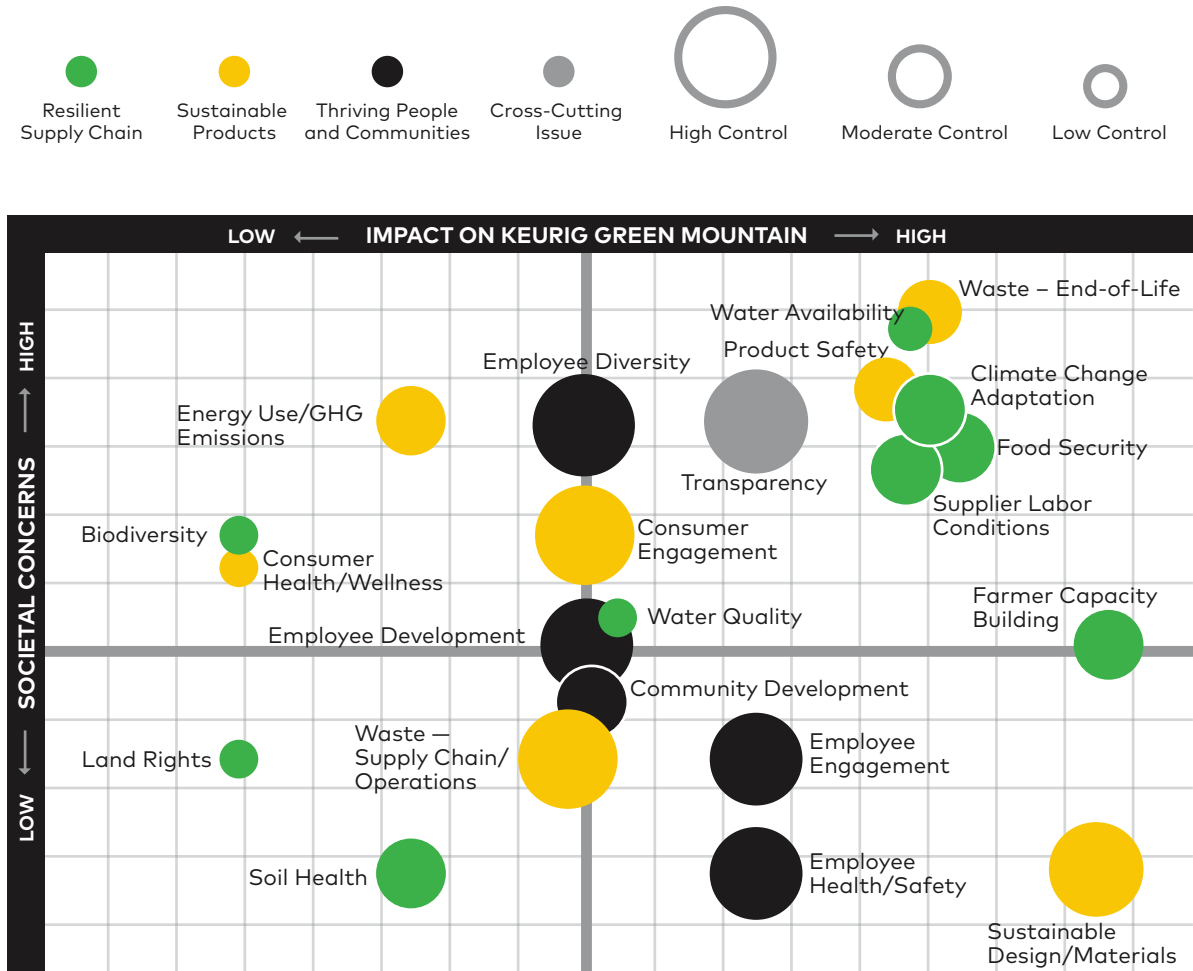 Resilient
Supply Chain
Sustainable
Products
Thriving People
and Communities
Cross-Cutting
Issue
High Control
Moderate Control
Low Control
LOW ← IMPACT ON KEURIG GREEN MOUNTAIN → HIGH
LOW ← SOCIETAL CONCERNS → HIGH
Waste – End-of-Life
Water Availability
Product Safety
Employee Diversity
Climate Change
Adaptation
Energy Use/GHG
Emissions
Food Security
Transparency
Supplier Labor
Conditions
Biodiversity
Consumer
Engagement
Consumer
Health/Wellness
Farmer Capacity
Building
Water Quality
Employee Development
Community Development
Waste —
Supply Chain/
Operations
Land Rights
Employee
Engagement
Soil Health
Employee
Health/Safety
Sustainable
Design/Materials